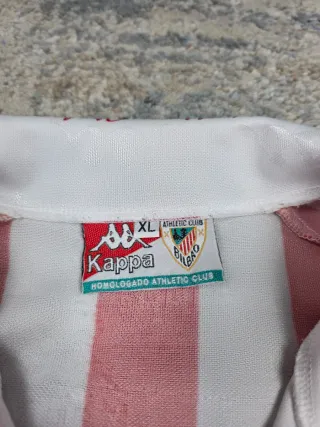 XL
Kappa
ATHLETIC CLUB
BILBAO
HOMOLOGADO ATHLETIC CLUB